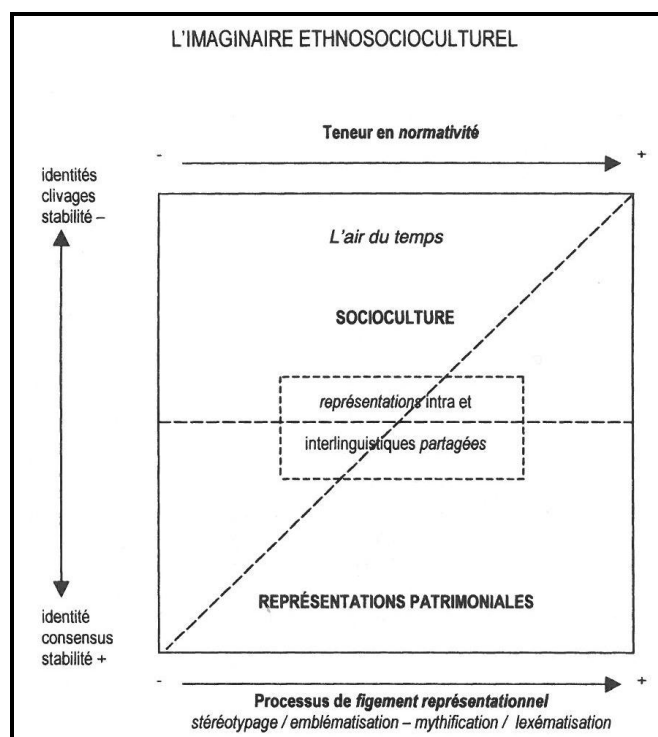 L'IMAGINAIRE ETHNOSOCIOCULTUREL
Teneur en normativité
- +
identités
clivages
stabilité –
L'air du temps
SOCIOCULTURE
représentations intra et
interlinguistiques partagées
REPRÉSENTATIONS PATRIMONIALES
identité
consensus
stabilité +
- +
Processus de figement représentationnel
stéréotypage / emblématisation – mythification / lexématisation